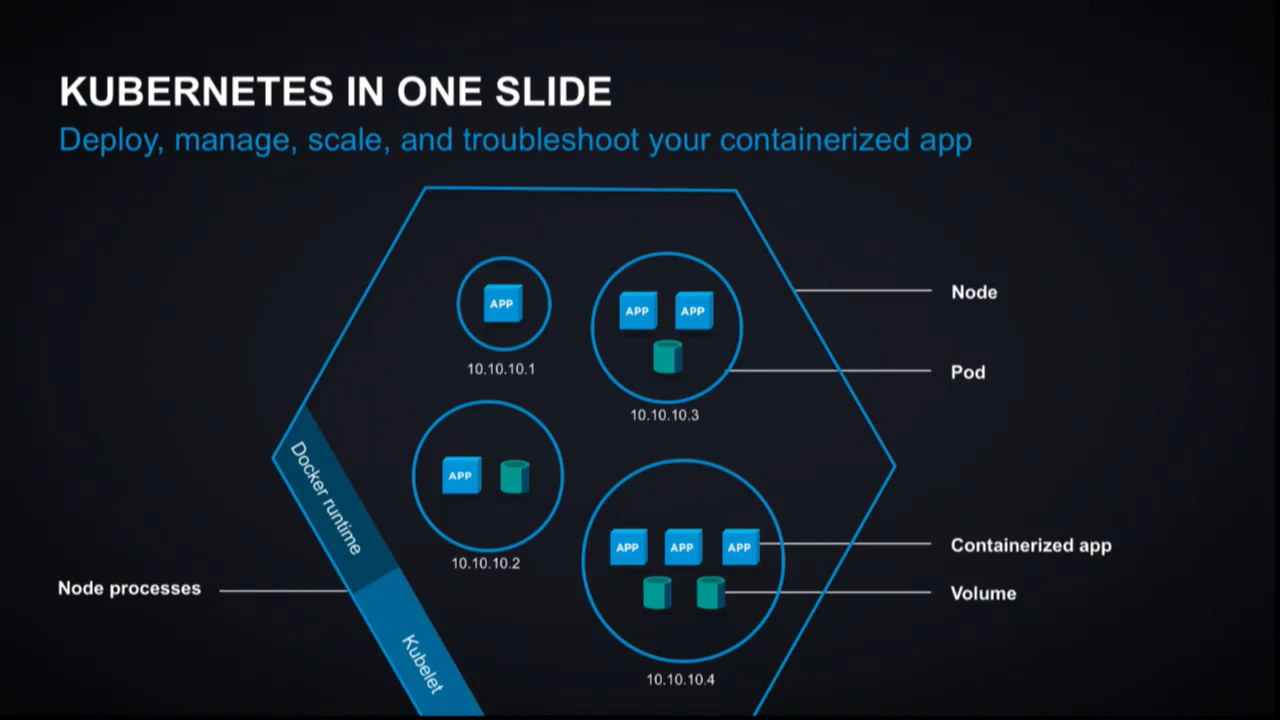 KUBERNETES IN ONE SLIDE
Deploy, manage, scale, and troubleshoot your containerized app
APP
10.10.10.1
APP APP
10.10.10.3
Node
Pod
Docker runtime
APP
10.10.10.2
APP APP APP
10.10.10.4
Containerized app
Volume
Node processes
Kubelet